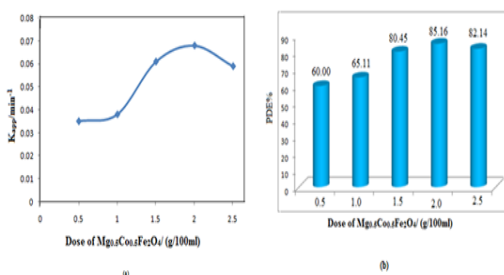 0.08
0.07
0.06
0.05
0.04
0.03
0.02
0.01
0
0 0.5 1 1.5 2 2.5
Kapp/min⁻¹
Dose of Mg₀.₅Co₀.₅Fe₂O₄/ (g/100ml)
(a)
90
80
70
60
50
40
30
20
10
0
PDE%
60.00 65.11 80.45 85.16 82.14
0.5 1.0 1.5 2.0 2.5
Dose of Mg₀.₅Co₀.₅Fe₂O₄/ (g/100ml)
(b)